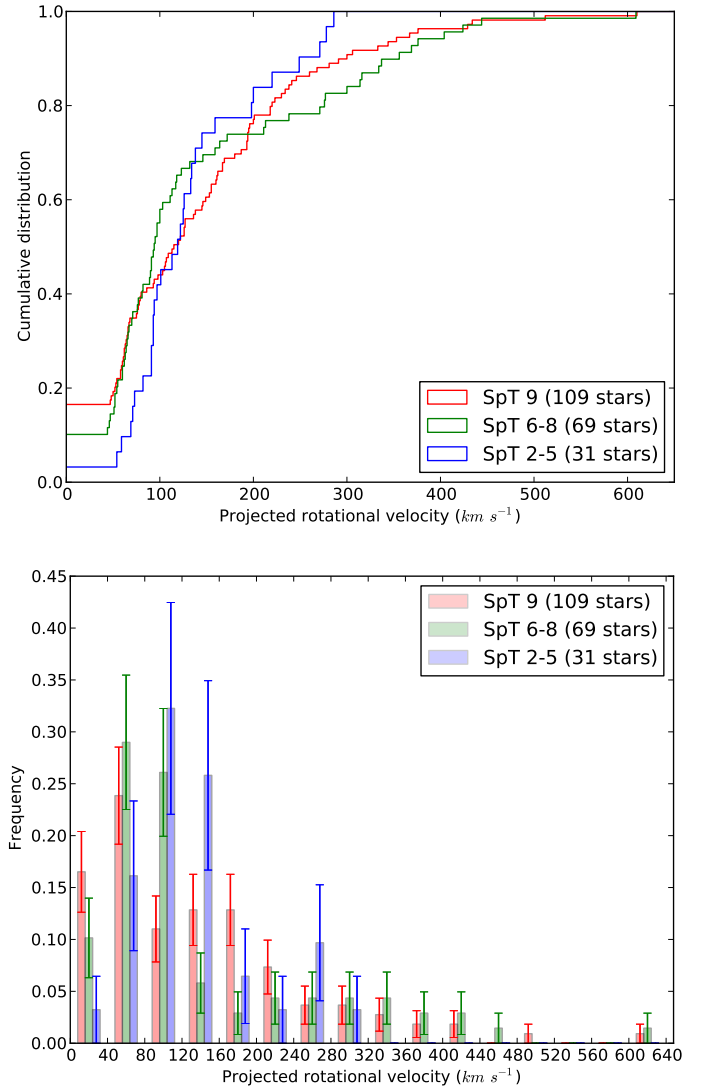 1.0
0.8
0.6
0.4
0.2
0.0
Cumulative distribution
SpT 9 (109 stars)
SpT 6-8 (69 stars)
SpT 2-5 (31 stars)
0 100 200 300 400 500 600
Projected rotational velocity (km s⁻¹)
0.45
0.40
0.35
0.30
0.25
0.20
0.15
0.10
0.05
0.00
Frequency
SpT 9 (109 stars)
SpT 6-8 (69 stars)
SpT 2-5 (31 stars)
0 40 80 120 160 200 240 280 320 360 400 440 480 520 560 600 640
Projected rotational velocity (km s⁻¹)